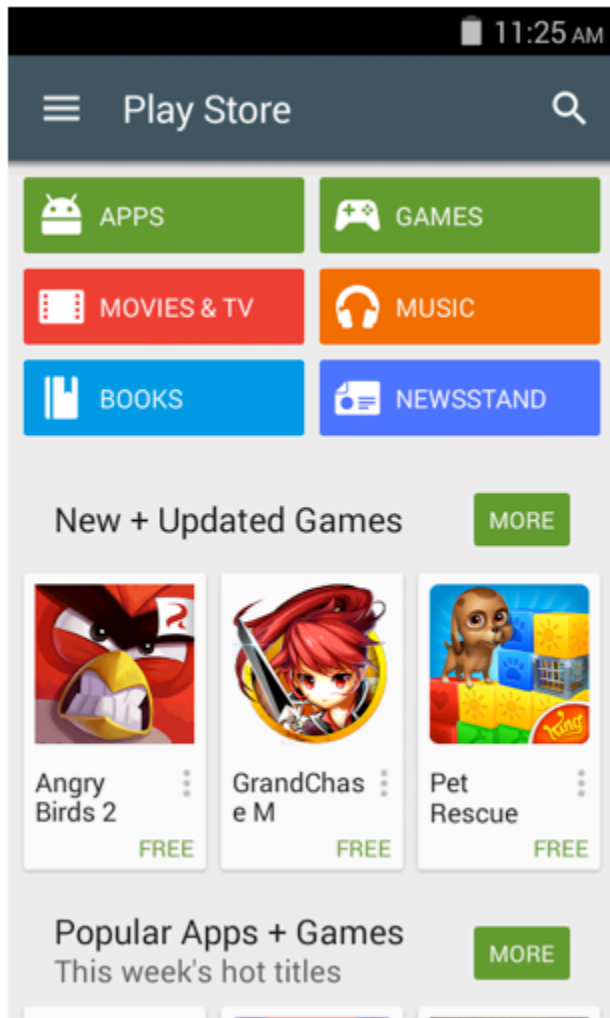 11:25 AM
Play Store
APPS
GAMES
MOVIES & TV
MUSIC
BOOKS
NEWSSTAND
New + Updated Games
MORE
King
Angry
Birds 2
FREE
GrandChas
e M
FREE
Pet
Rescue
FREE
Popular Apps + Games
This week's hot titles
MORE